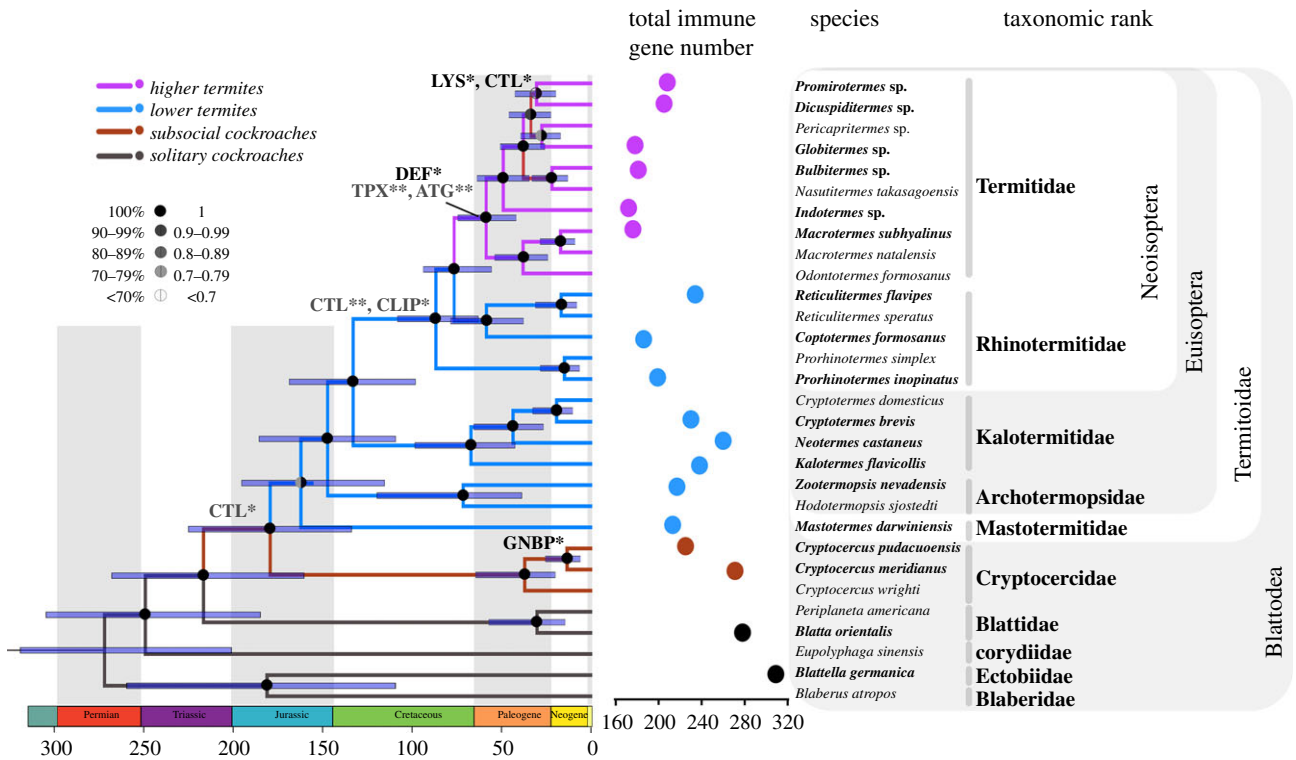 total immune
gene number
species
taxonomic rank
higher termites
lower termites
subsocial cockroaches
solitary cockroaches
100% 1
90–99% 0.9–0.99
80–89% 0.8–0.89
70–79% 0.7–0.79
<70% <0.7
LYS*, CTL*
DEF*
TPX**, ATG**
CTL**, CLIP*
CTL*
GNBP*
Promirotermes sp.
Dicuspiditermes sp.
Pericapritermes sp.
Globitermes sp.
Bulbitermes sp.
Nasutitermes takasagoensis
Indotermes sp.
Macrotermes subhyalinus
Macrotermes natalensis
Odontotermes formosanus
Reticulitermes flavipes
Reticulitermes speratus
Coptotermes formosanus
Prorhinotermes simplex
Prorhinotermes inopinatus
Cryptotermes domesticus
Cryptotermes brevis
Neotermes castaneus
Kalotermes flavicollis
Zootermopsis nevadensis
Hodotermopsis sjostedti
Mastotermes darwiniensis
Cryptocercus pudacuoensis
Cryptocercus meridianus
Cryptocercus wrighti
Periplaneta americana
Blatta orientalis
Eupolyphaga sinensis
Blattella germanica
Blaberus atropos
Termitidae
Rhinotermitidae
Kalotermitidae
Archotermopsidae
Mastotermitidae
Cryptocercidae
Blattidae
corydiidae
Ectobiidae
Blaberidae
Neoisoptera
Euisoptera
Termitoidae
Blattodea
Permian Triassic Jurassic Cretaceous Paleogene Neogene
300 250 200 150 100 50 0
160 200 240 280 320